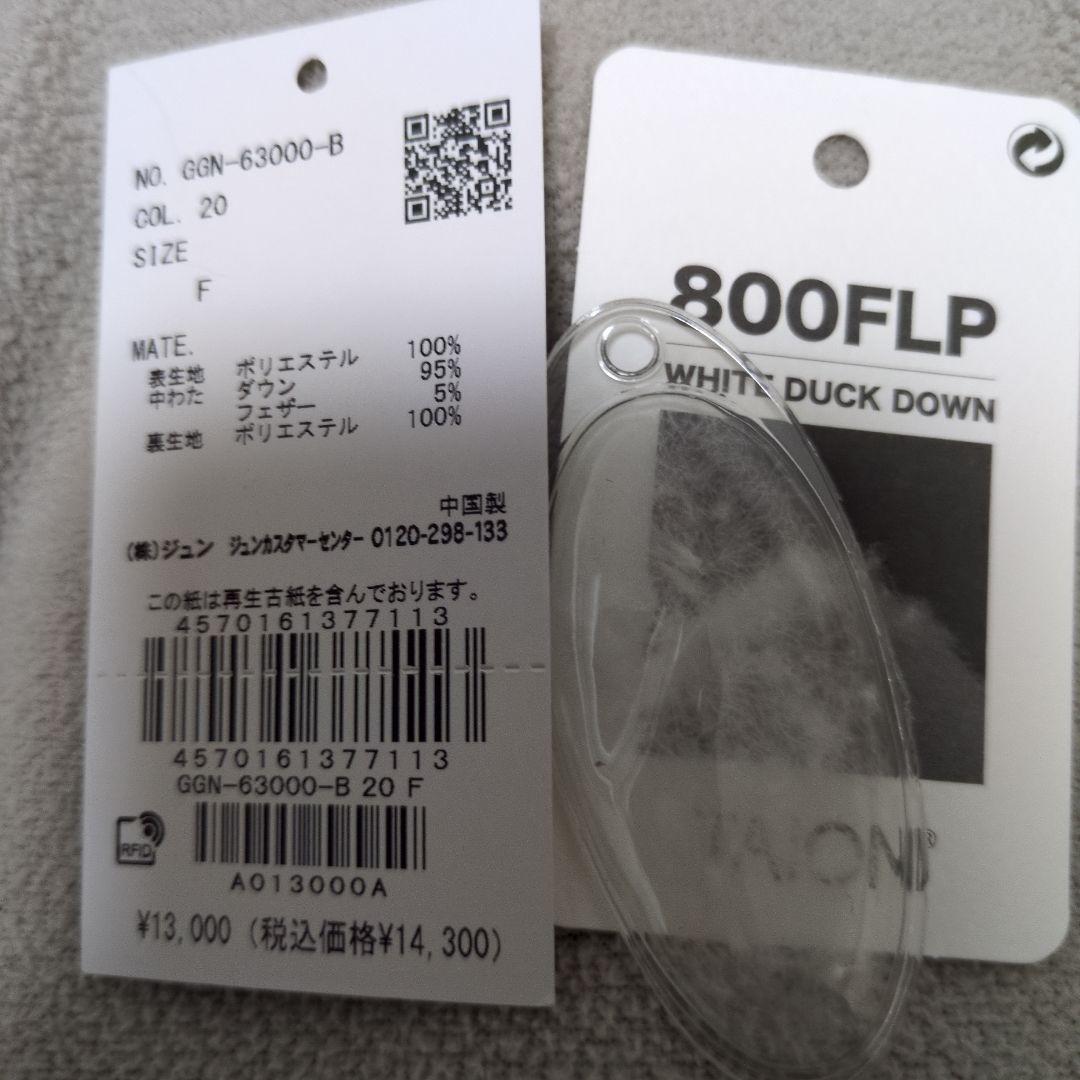 NO. GGN-63000-B
COL. 20
SIZE
F
MATE.
表生地 ポリエステル 100%
中わた ダウン 95%
フェザー 5%
裏生地 ポリエステル 100%
中国製
(株)ジュン ジュンカスタマーセンター 0120-298-133
この紙は再生古紙を含んでおります。
4570161377113
4570161377113
GGN-63000-B 20 F
RFID
A013000A
¥13,000 (税込価格¥14,300)
800FLP
WHITE DUCK DOWN
TAION®